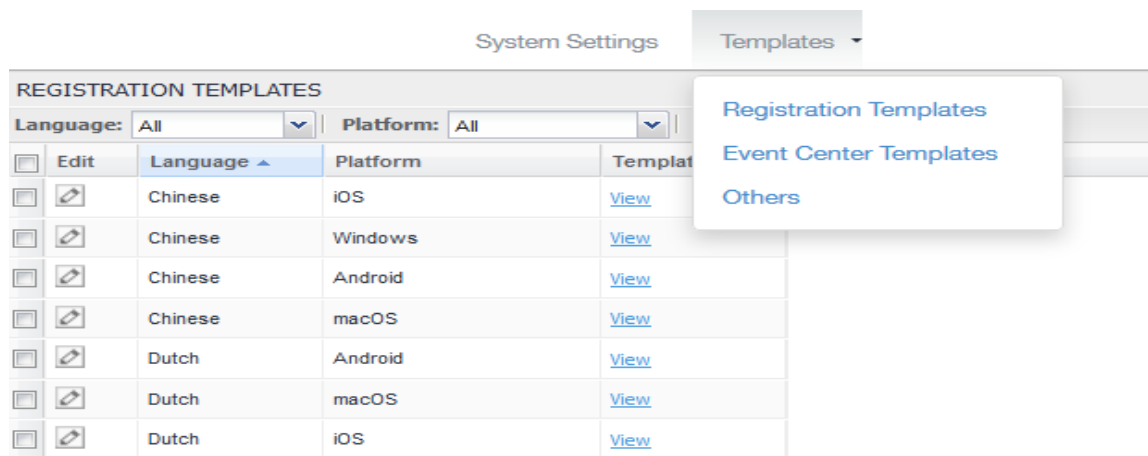 System Settings Templates
REGISTRATION TEMPLATES
Registration Templates
Event Center Templates
Others
Language: All Platform: All
Edit Language Platform Templat
Chinese iOS View
Chinese Windows View
Chinese Android View
Chinese macOS View
Dutch Android View
Dutch macOS View
Dutch iOS View